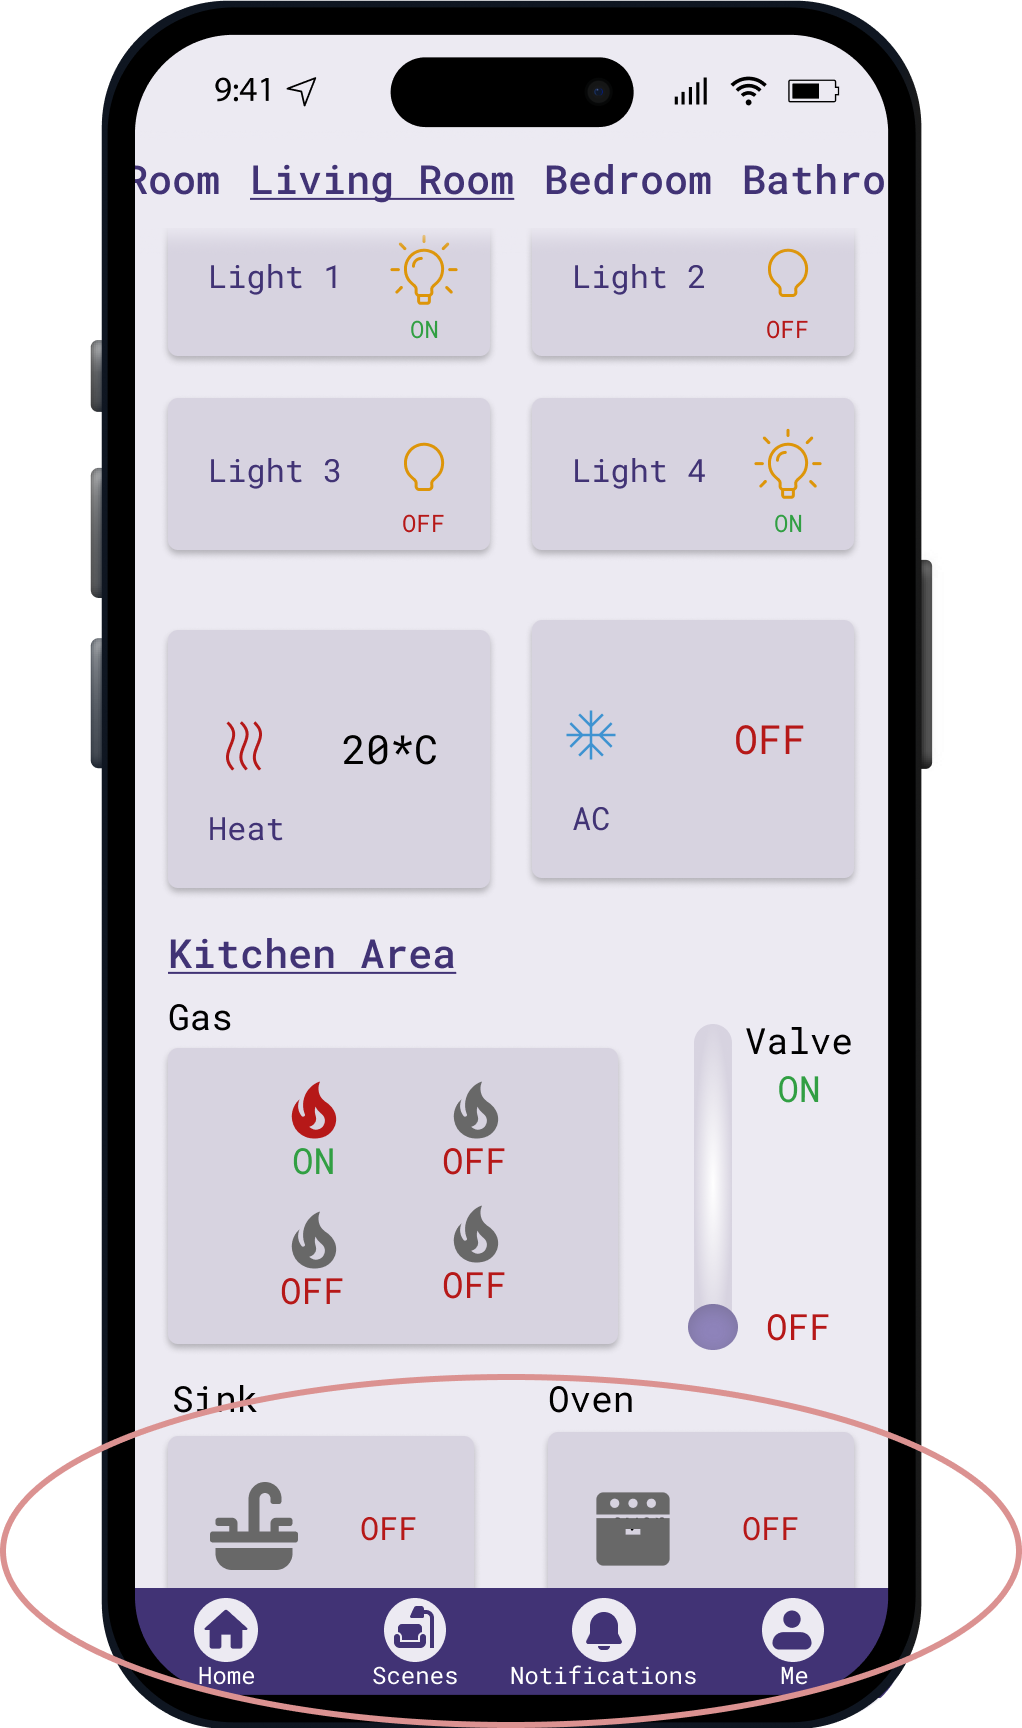 9:41
Room Living Room Bedroom Bathro
Light 1
ON
Light 2
OFF
Light 3
OFF
Light 4
ON
20*C
Heat
OFF
AC
Kitchen Area
Gas
ON
OFF
OFF
OFF
Valve
ON
OFF
Sink
Oven
OFF
OFF
Home Scenes Notifications Me